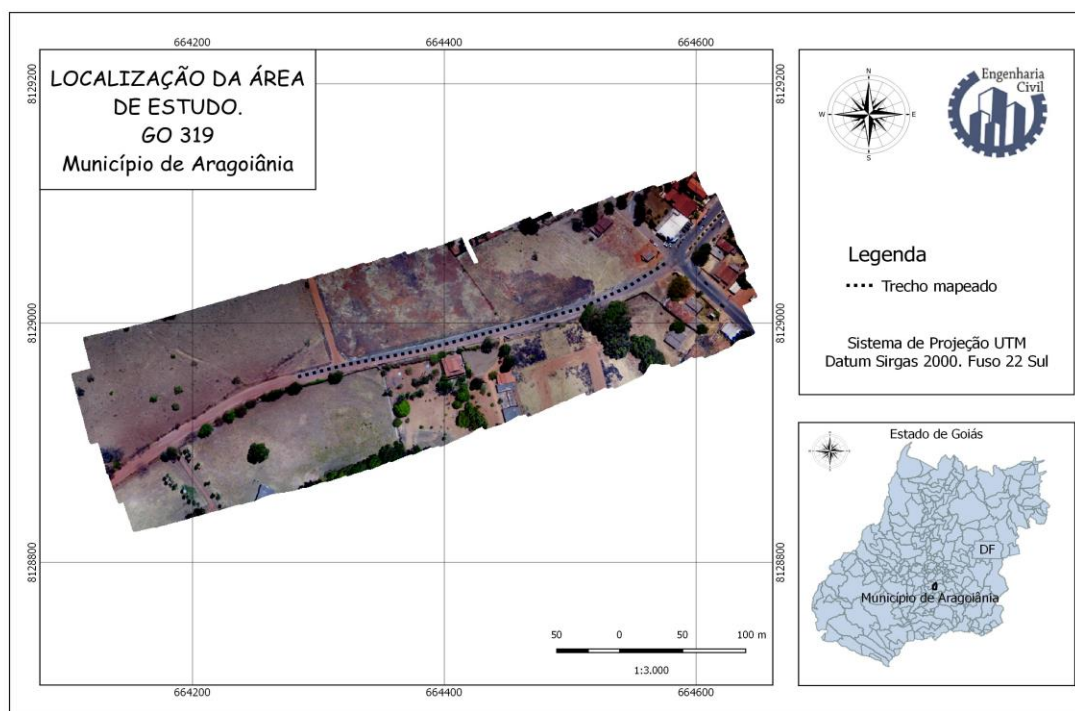 664200
664400
664600
8129200
8129000
8128800
LOCALIZAÇÃO DA ÁREA
DE ESTUDO.
GO 319
Município de Aragoiânia
50
0
50
100 m
1:3.000
664200
664400
664600
8129200
8129000
8128800
N
W
E
S
Engenharia
Civil
Legenda
Trecho mapeado
Sistema de Projeção UTM
Datum Sirgas 2000. Fuso 22 Sul
Estado de Goiás
DF
Município de Aragoiânia